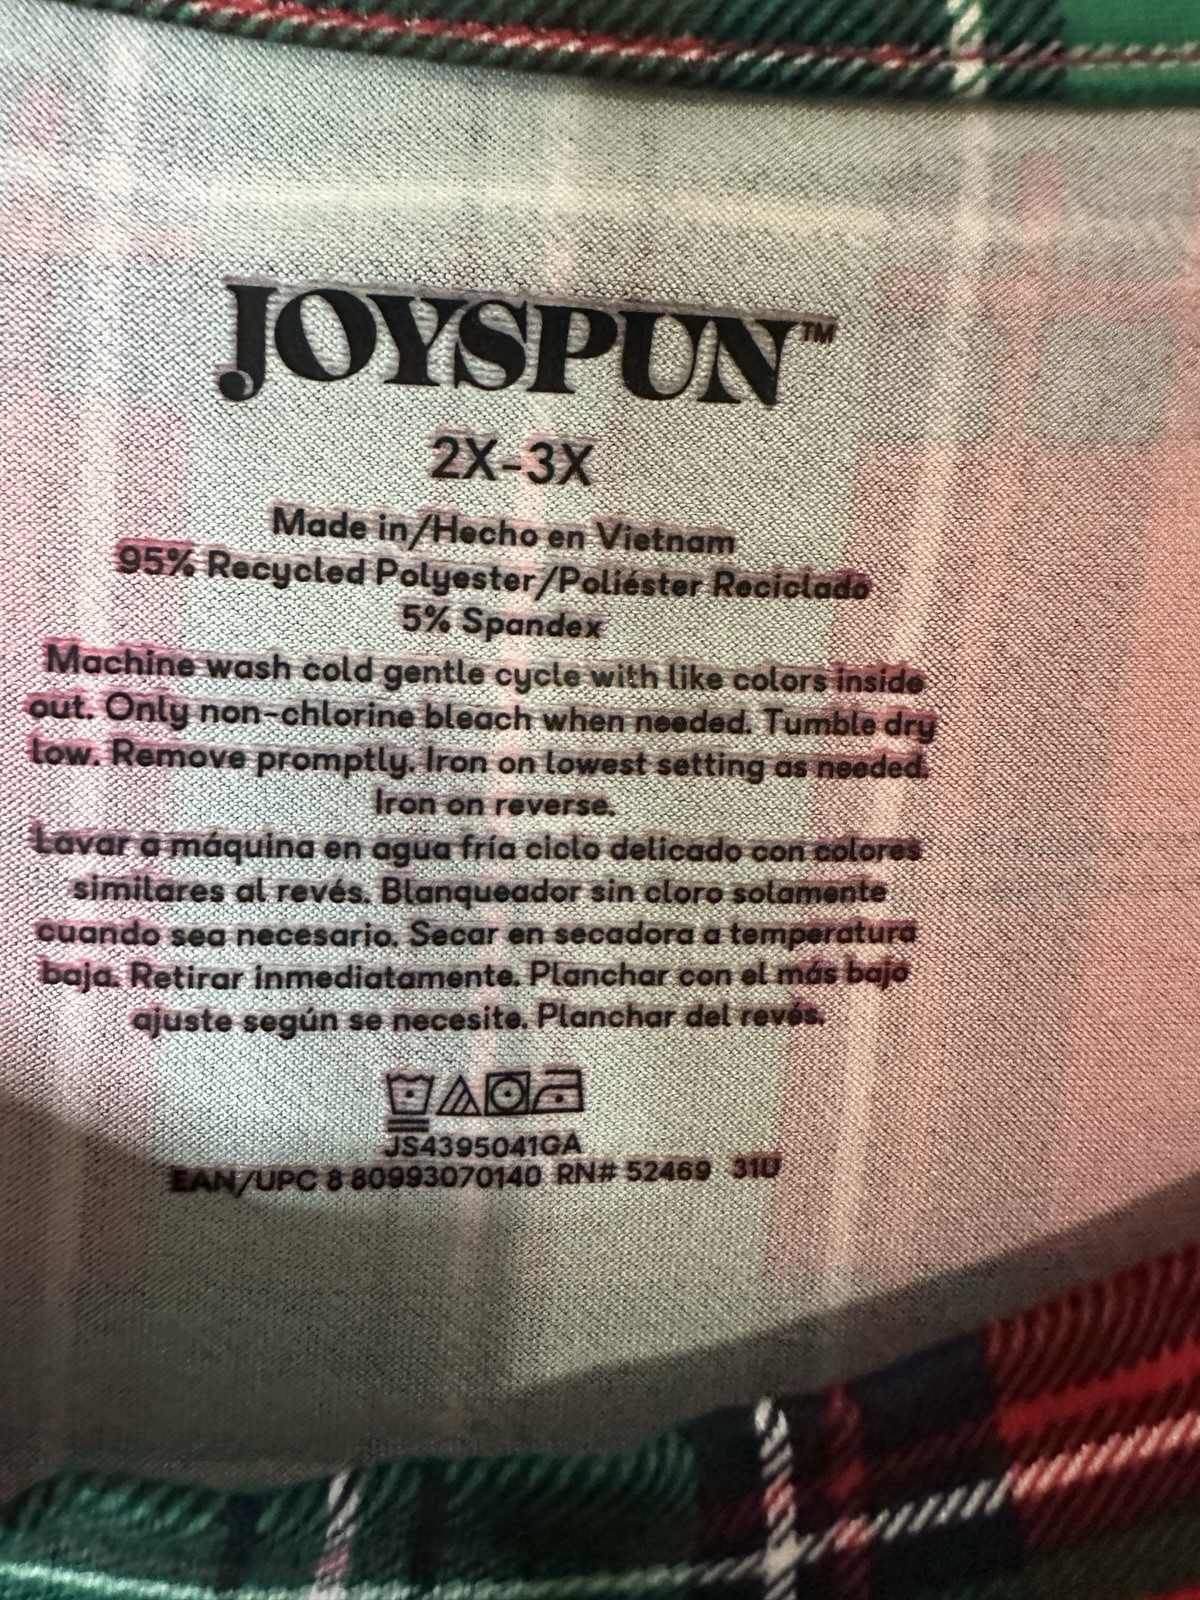 JOYSPUN™
2X-3X
Made in/Hecho en Vietnam
95% Recycled Polyester/Poliéster Reciclado
5% Spandex
Machine wash cold gentle cycle with like colors inside
out. Only non-chlorine bleach when needed. Tumble dry
low. Remove promptly. Iron on lowest setting as needed.
Iron on reverse.
Lavar a máquina en agua fría ciclo delicado con colores
similares al revés. Blanqueador sin cloro solamente
cuando sea necesario. Secar en secadora a temperatura
baja. Retirar inmediatamente. Planchar con el más bajo
ajuste según se necesite. Planchar del revés.
JS4395041GA
EAN/UPC 8 80993070140 RN# 52469 31U